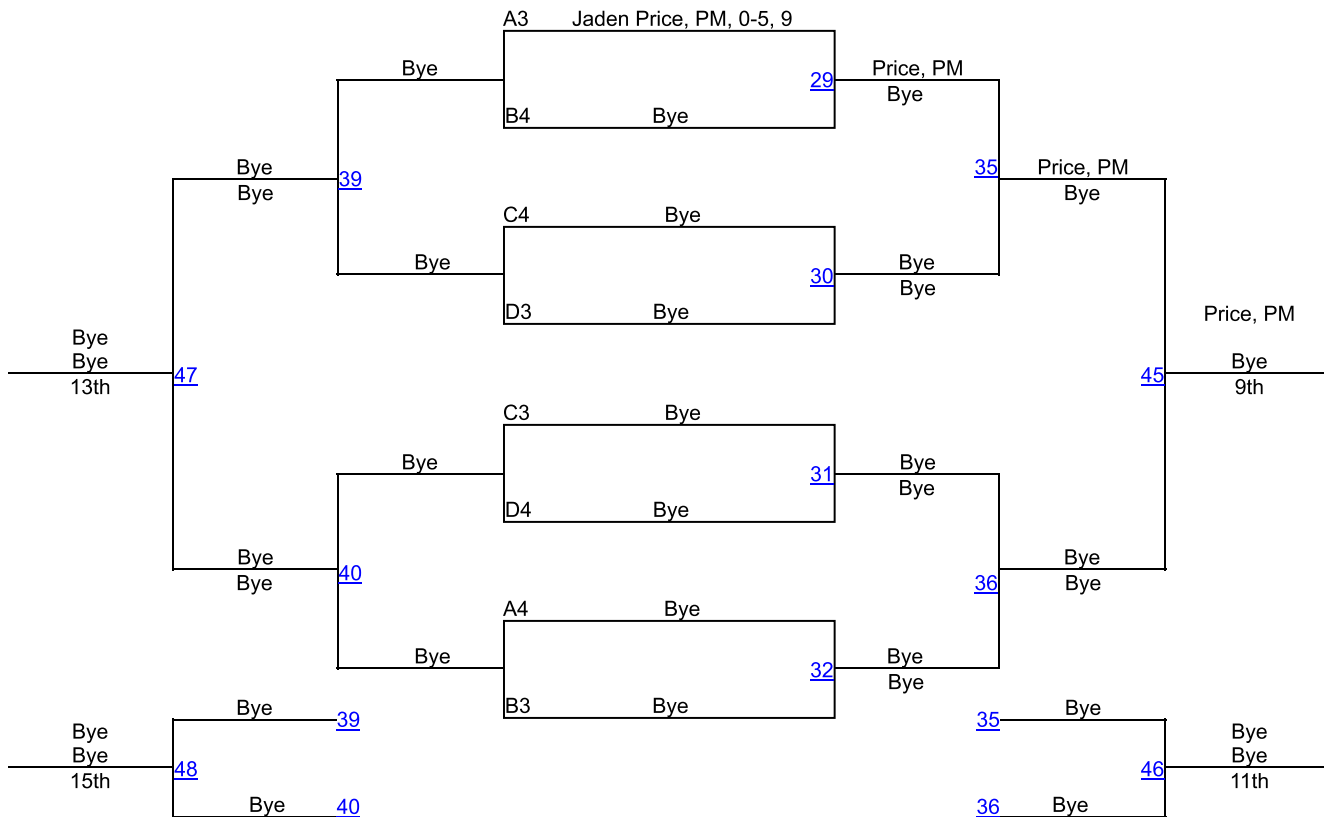 A3 Jaden Price, PM, 0-5, 9
Bye 29 Price, PM
Bye
B4 Bye
Bye 39 35 Price, PM
Bye Bye
C4 Bye
Bye 30 Bye
Bye
D3 Bye
Bye Price, PM
Bye 47 45 Bye
13th 9th
C3 Bye
Bye 31 Bye
Bye
D4 Bye
Bye 40 36 Bye
Bye Bye
A4 Bye
Bye 32 Bye
Bye
B3 Bye
Bye 39 35 Bye
Bye Bye
Bye 48 46 Bye
15th 11th
Bye 40 36 Bye